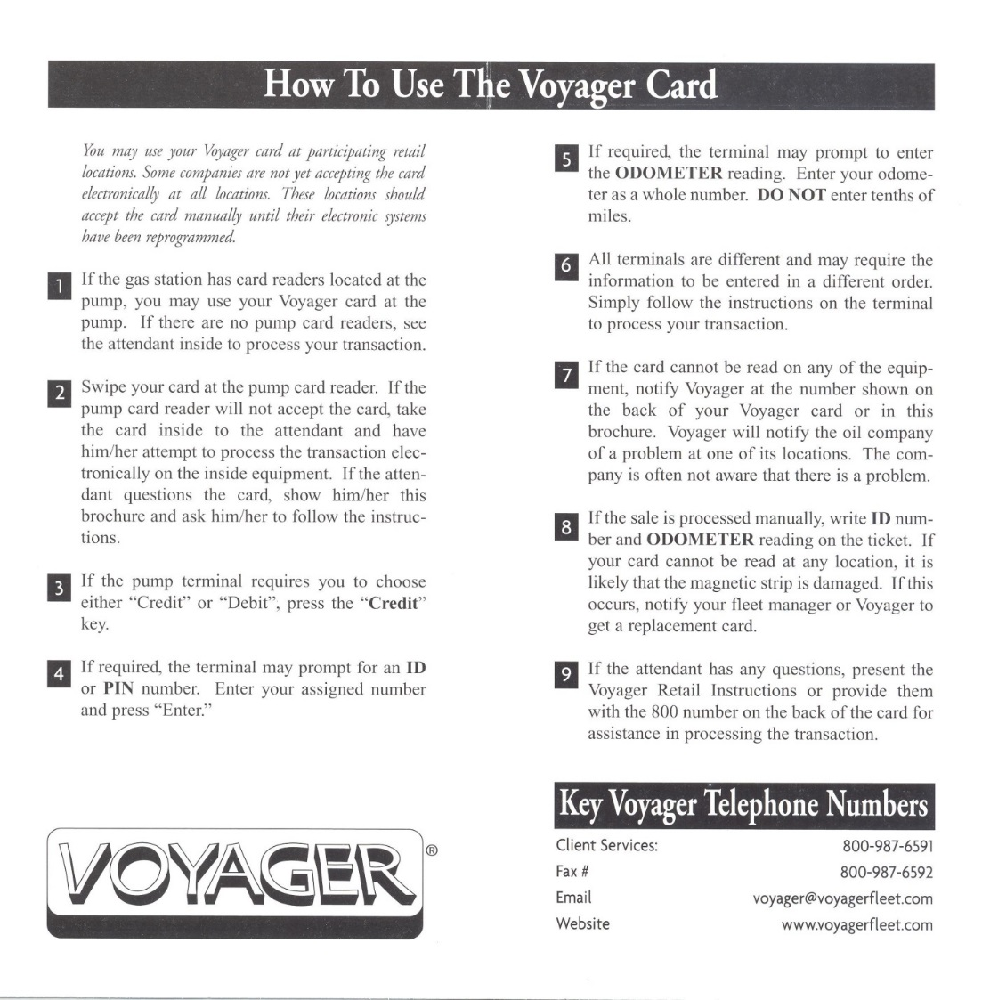 How To Use The Voyager Card
You may use your Voyager card at participating retail
locations. Some companies are not yet accepting the card
electronically at all locations. These locations should
accept the card manually until their electronic systems
have been reprogrammed.
1 If the gas station has card readers located at the
pump, you may use your Voyager card at the
pump. If there are no pump card readers, see
the attendant inside to process your transaction.
2 Swipe your card at the pump card reader. If the
pump card reader will not accept the card, take
the card inside to the attendant and have
him/her attempt to process the transaction elec-
tronically on the inside equipment. If the atten-
dant questions the card, show him/her this
brochure and ask him/her to follow the instruc-
tions.
3 If the pump terminal requires you to choose
either “Credit” or “Debit”, press the “Credit”
key.
4 If required, the terminal may prompt for an ID
or PIN number. Enter your assigned number
and press “Enter.”
VOYAGER®
5 If required, the terminal may prompt to enter
the ODOMETER reading. Enter your odome-
ter as a whole number. DO NOT enter tenths of
miles.
6 All terminals are different and may require the
information to be entered in a different order.
Simply follow the instructions on the terminal
to process your transaction.
7 If the card cannot be read on any of the equip-
ment, notify Voyager at the number shown on
the back of your Voyager card or in this
brochure. Voyager will notify the oil company
of a problem at one of its locations. The com-
pany is often not aware that there is a problem.
8 If the sale is processed manually, write ID num-
ber and ODOMETER reading on the ticket. If
your card cannot be read at any location, it is
likely that the magnetic strip is damaged. If this
occurs, notify your fleet manager or Voyager to
get a replacement card.
9 If the attendant has any questions, present the
Voyager Retail Instructions or provide them
with the 800 number on the back of the card for
assistance in processing the transaction.
Key Voyager Telephone Numbers
Client Services: 800-987-6591
Fax # 800-987-6592
Email voyager@voyagerfleet.com
Website www.voyagerfleet.com